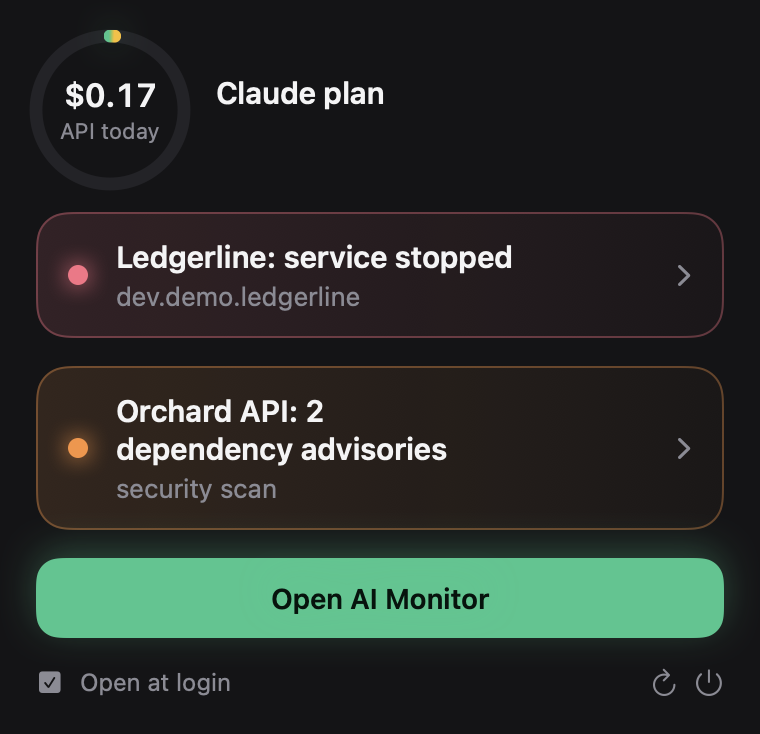 $0.17
API today
Claude plan
Ledgerline: service stopped
dev.demo.ledgerline
Orchard API: 2
dependency advisories
security scan
Open AI Monitor
Open at login